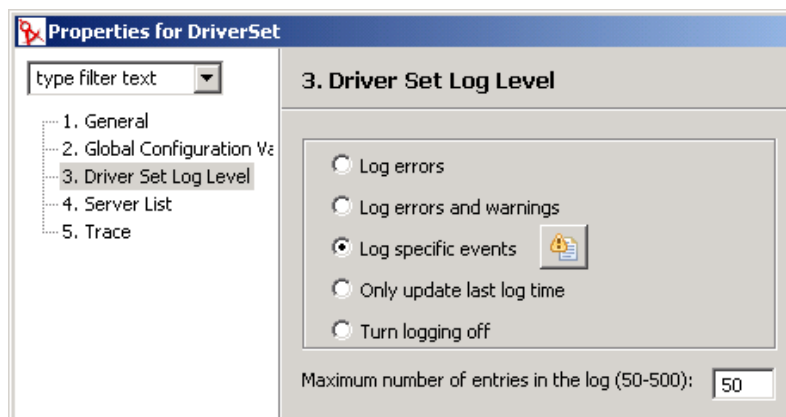 Properties for DriverSet
type filter text
1. General
2. Global Configuration Va
3. Driver Set Log Level
4. Server List
5. Trace
3. Driver Set Log Level
Log errors
Log errors and warnings
Log specific events
Only update last log time
Turn logging off
Maximum number of entries in the log (50-500): 50